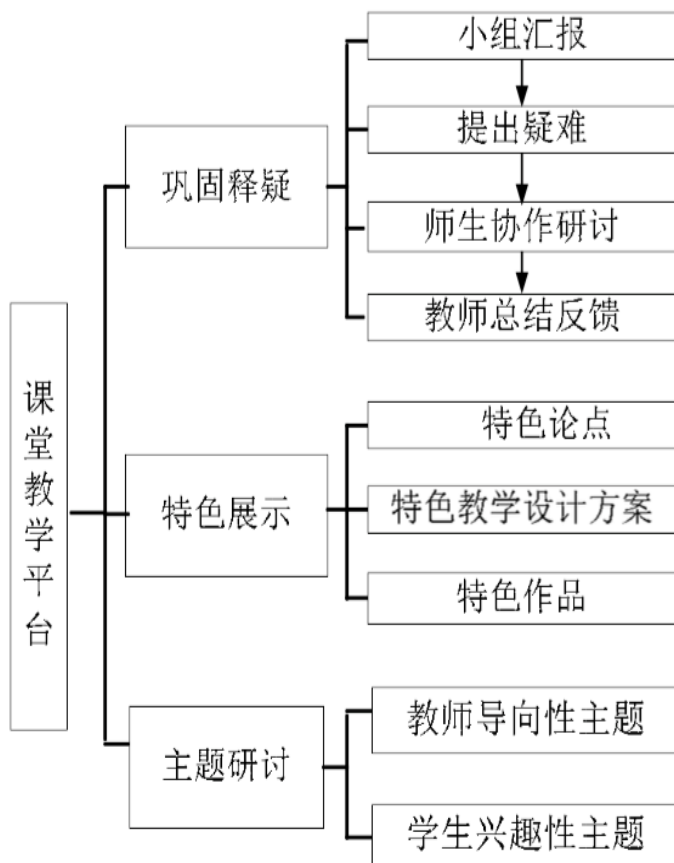 课堂教学平台
巩固释疑
小组汇报
提出疑难
师生协作研讨
教师总结反馈
特色展示
特色论点
特色教学设计方案
特色作品
主题研讨
教师导向性主题
学生兴趣性主题